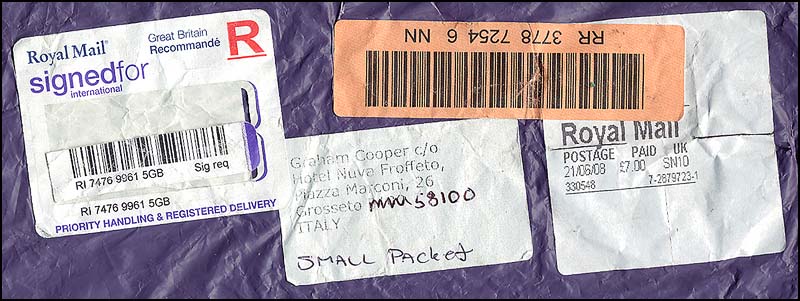 Royal Mail
Great Britain
Recommandé
R
signedfor
international
Sig req
RI 7476 9961 5GB
RI 7476 9961 5GB
PRIORITY HANDLING & REGISTERED DELIVERY
RR 3778 7254 6 NN
Graham Cooper c/o
Hotel Nuva Froffeto,
Piazza Marconi, 26
Grosseto 58100
ITALY
SMALL Packet
Royal Mail
POSTAGE PAID UK
21/06/08 £7.00 SN10
330548 7-2879723-1